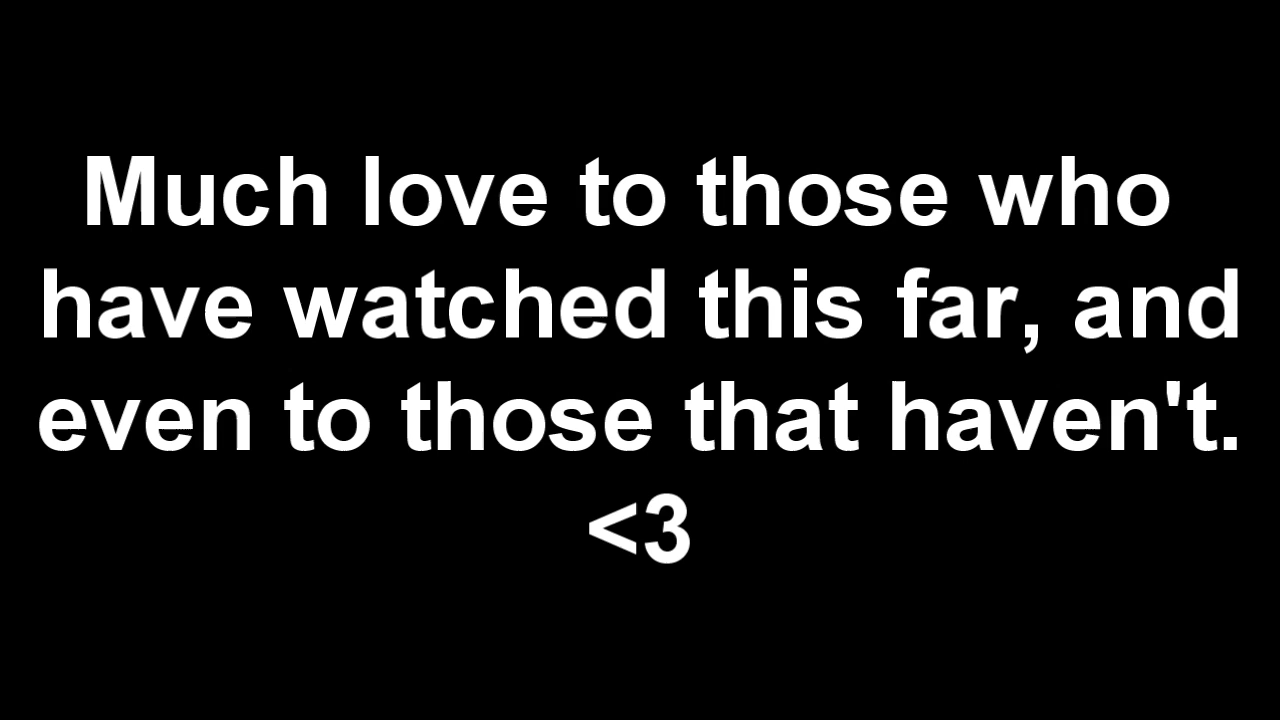 Much love to those who
have watched this far, and
even to those that haven't.
<3